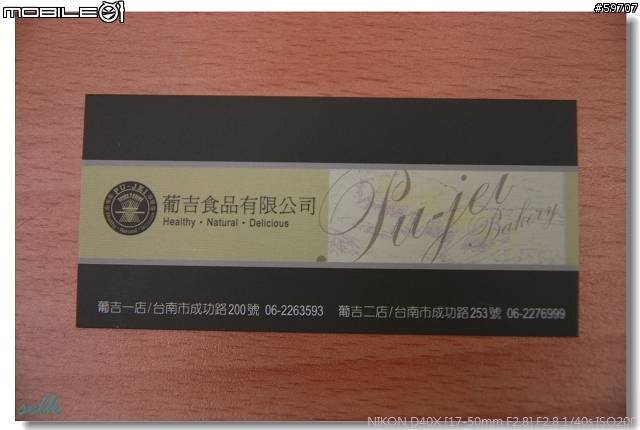 mobile01
#59707
PU-JEI
葡吉食品有限公司
Healthy・Natural・Delicious
Pu-jei
Bakery
葡吉一店/台南市成功路200號 06-2263593 葡吉二店/台南市成功路253號 06-2276999
selk
NIKON D40X [17-50mm F2.8] F2.8 1/40s ISO200